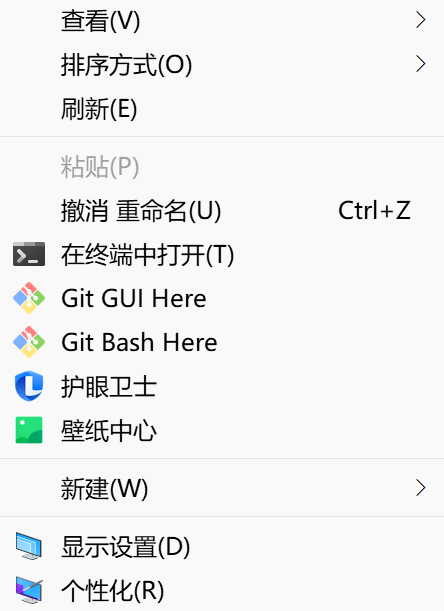 查看(V)
排序方式(O)
刷新(E)
粘贴(P)
撤消 重命名(U) Ctrl+Z
在终端中打开(T)
Git GUI Here
Git Bash Here
护眼卫士
壁纸中心
新建(W)
显示设置(D)
个性化(R)